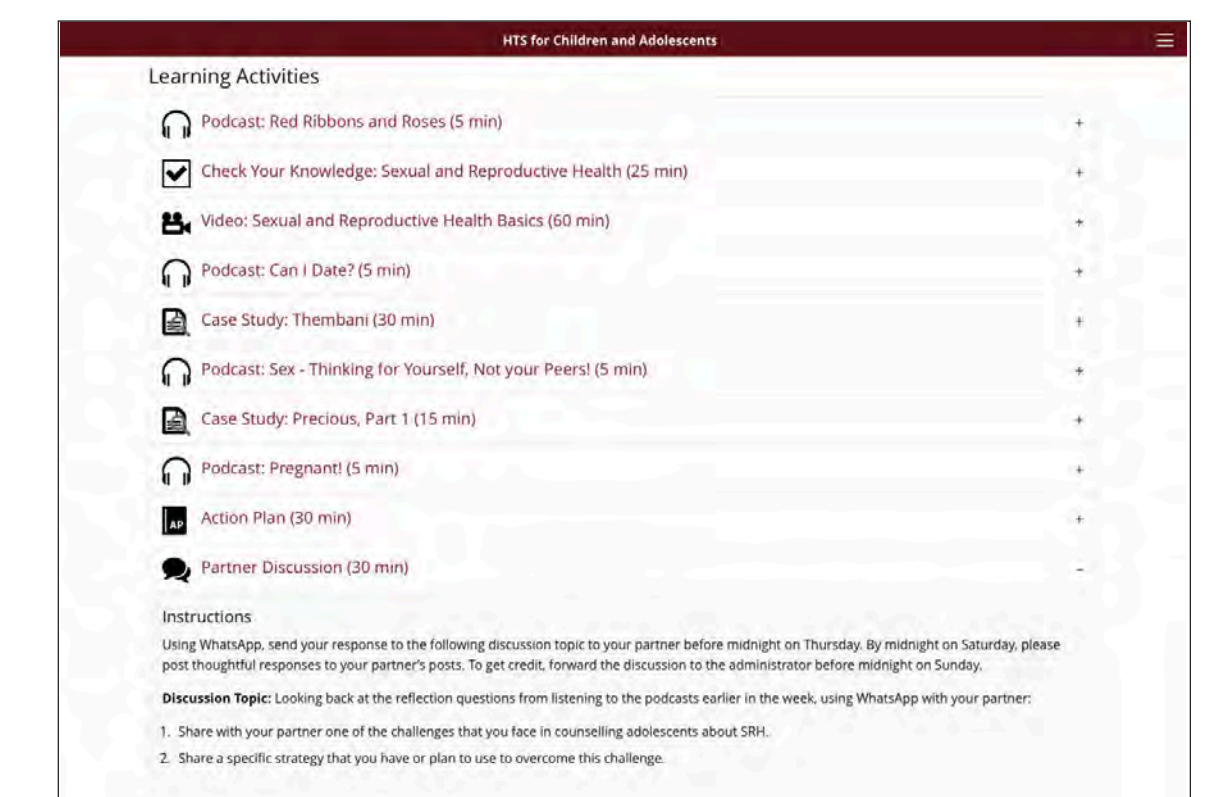 HTS for Children and Adolescents
Learning Activities
Podcast: Red Ribbons and Roses (5 min) +
Check Your Knowledge: Sexual and Reproductive Health (25 min) +
Video: Sexual and Reproductive Health Basics (60 min) +
Podcast: Can I Date? (5 min) +
Case Study: Thembani (30 min) +
Podcast: Sex - Thinking for Yourself, Not your Peers! (5 min) +
Case Study: Precious, Part 1 (15 min) +
Podcast: Pregnant! (5 min) +
AP Action Plan (30 min) +
Partner Discussion (30 min) -
Instructions
Using WhatsApp, send your response to the following discussion topic to your partner before midnight on Thursday. By midnight on Saturday, please
post thoughtful responses to your partner's posts. To get credit, forward the discussion to the administrator before midnight on Sunday.
Discussion Topic: Looking back at the reflection questions from listening to the podcasts earlier in the week, using WhatsApp with your partner:
1. Share with your partner one of the challenges that you face in counselling adolescents about SRH.
2. Share a specific strategy that you have or plan to use to overcome this challenge.